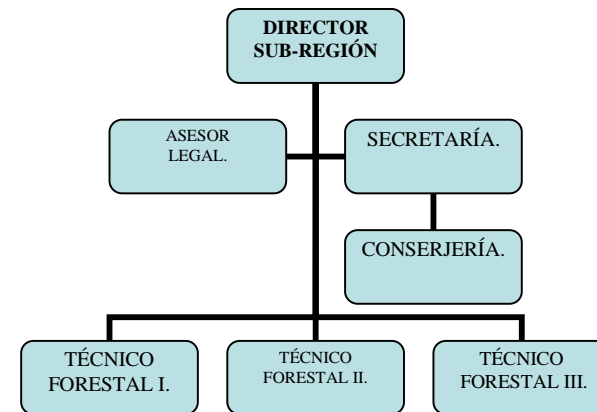 DIRECTOR
SUB-REGIÓN
ASESOR
LEGAL.
SECRETARÍA.
CONSERJERÍA.
TÉCNICO
FORESTAL I.
TÉCNICO
FORESTAL II.
TÉCNICO
FORESTAL III.